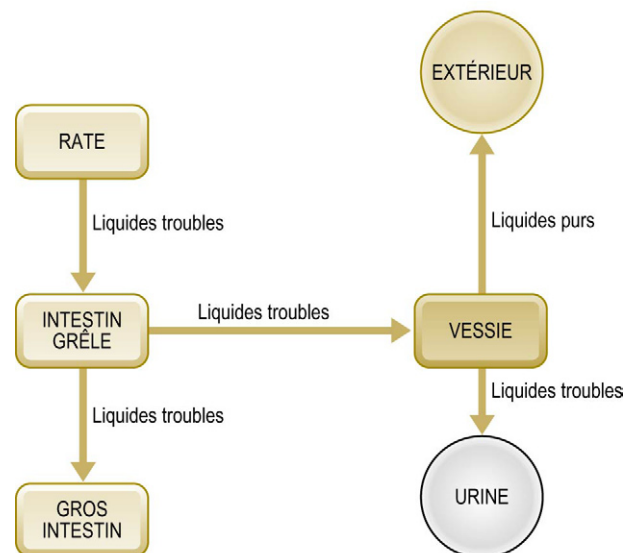 EXTÉRIEUR
RATE
Liquides troubles
Liquides purs
INTESTIN
GRÊLE
Liquides troubles
VESSIE
Liquides troubles
Liquides troubles
GROS
INTESTIN
URINE